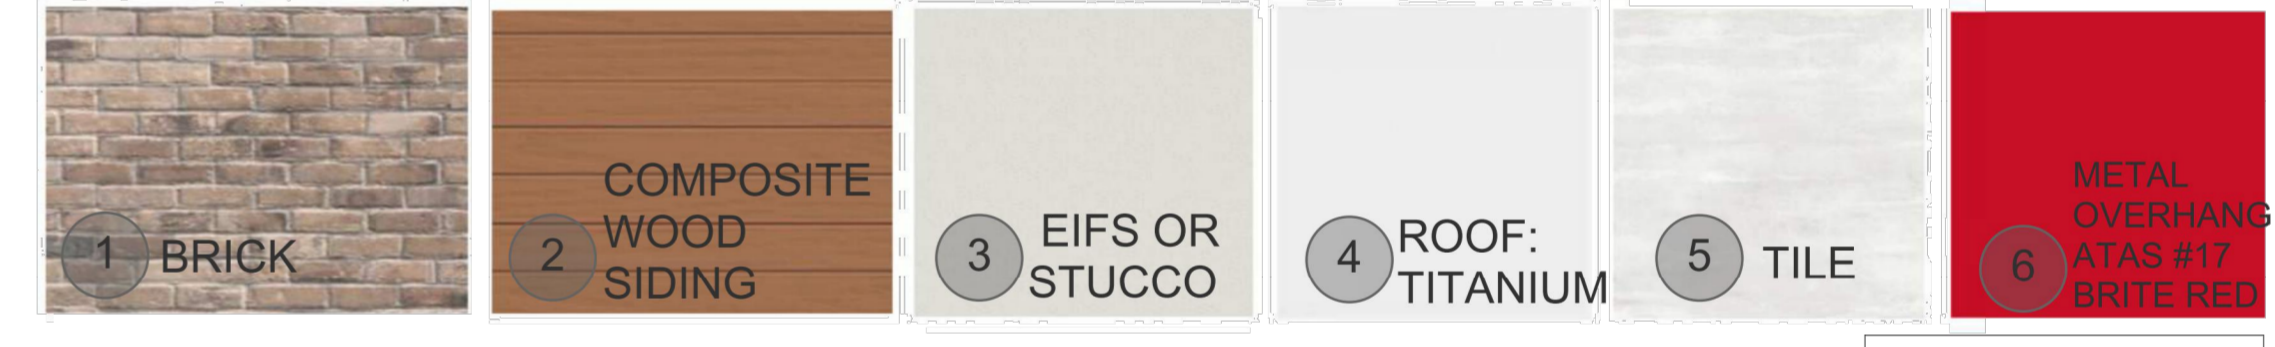 1 BRICK
2 COMPOSITE
WOOD
SIDING
3 EIFS OR
STUCCO
4 ROOF:
TITANIUM
5 TILE
6 METAL
OVERHANG
ATAS #17
BRITE RED